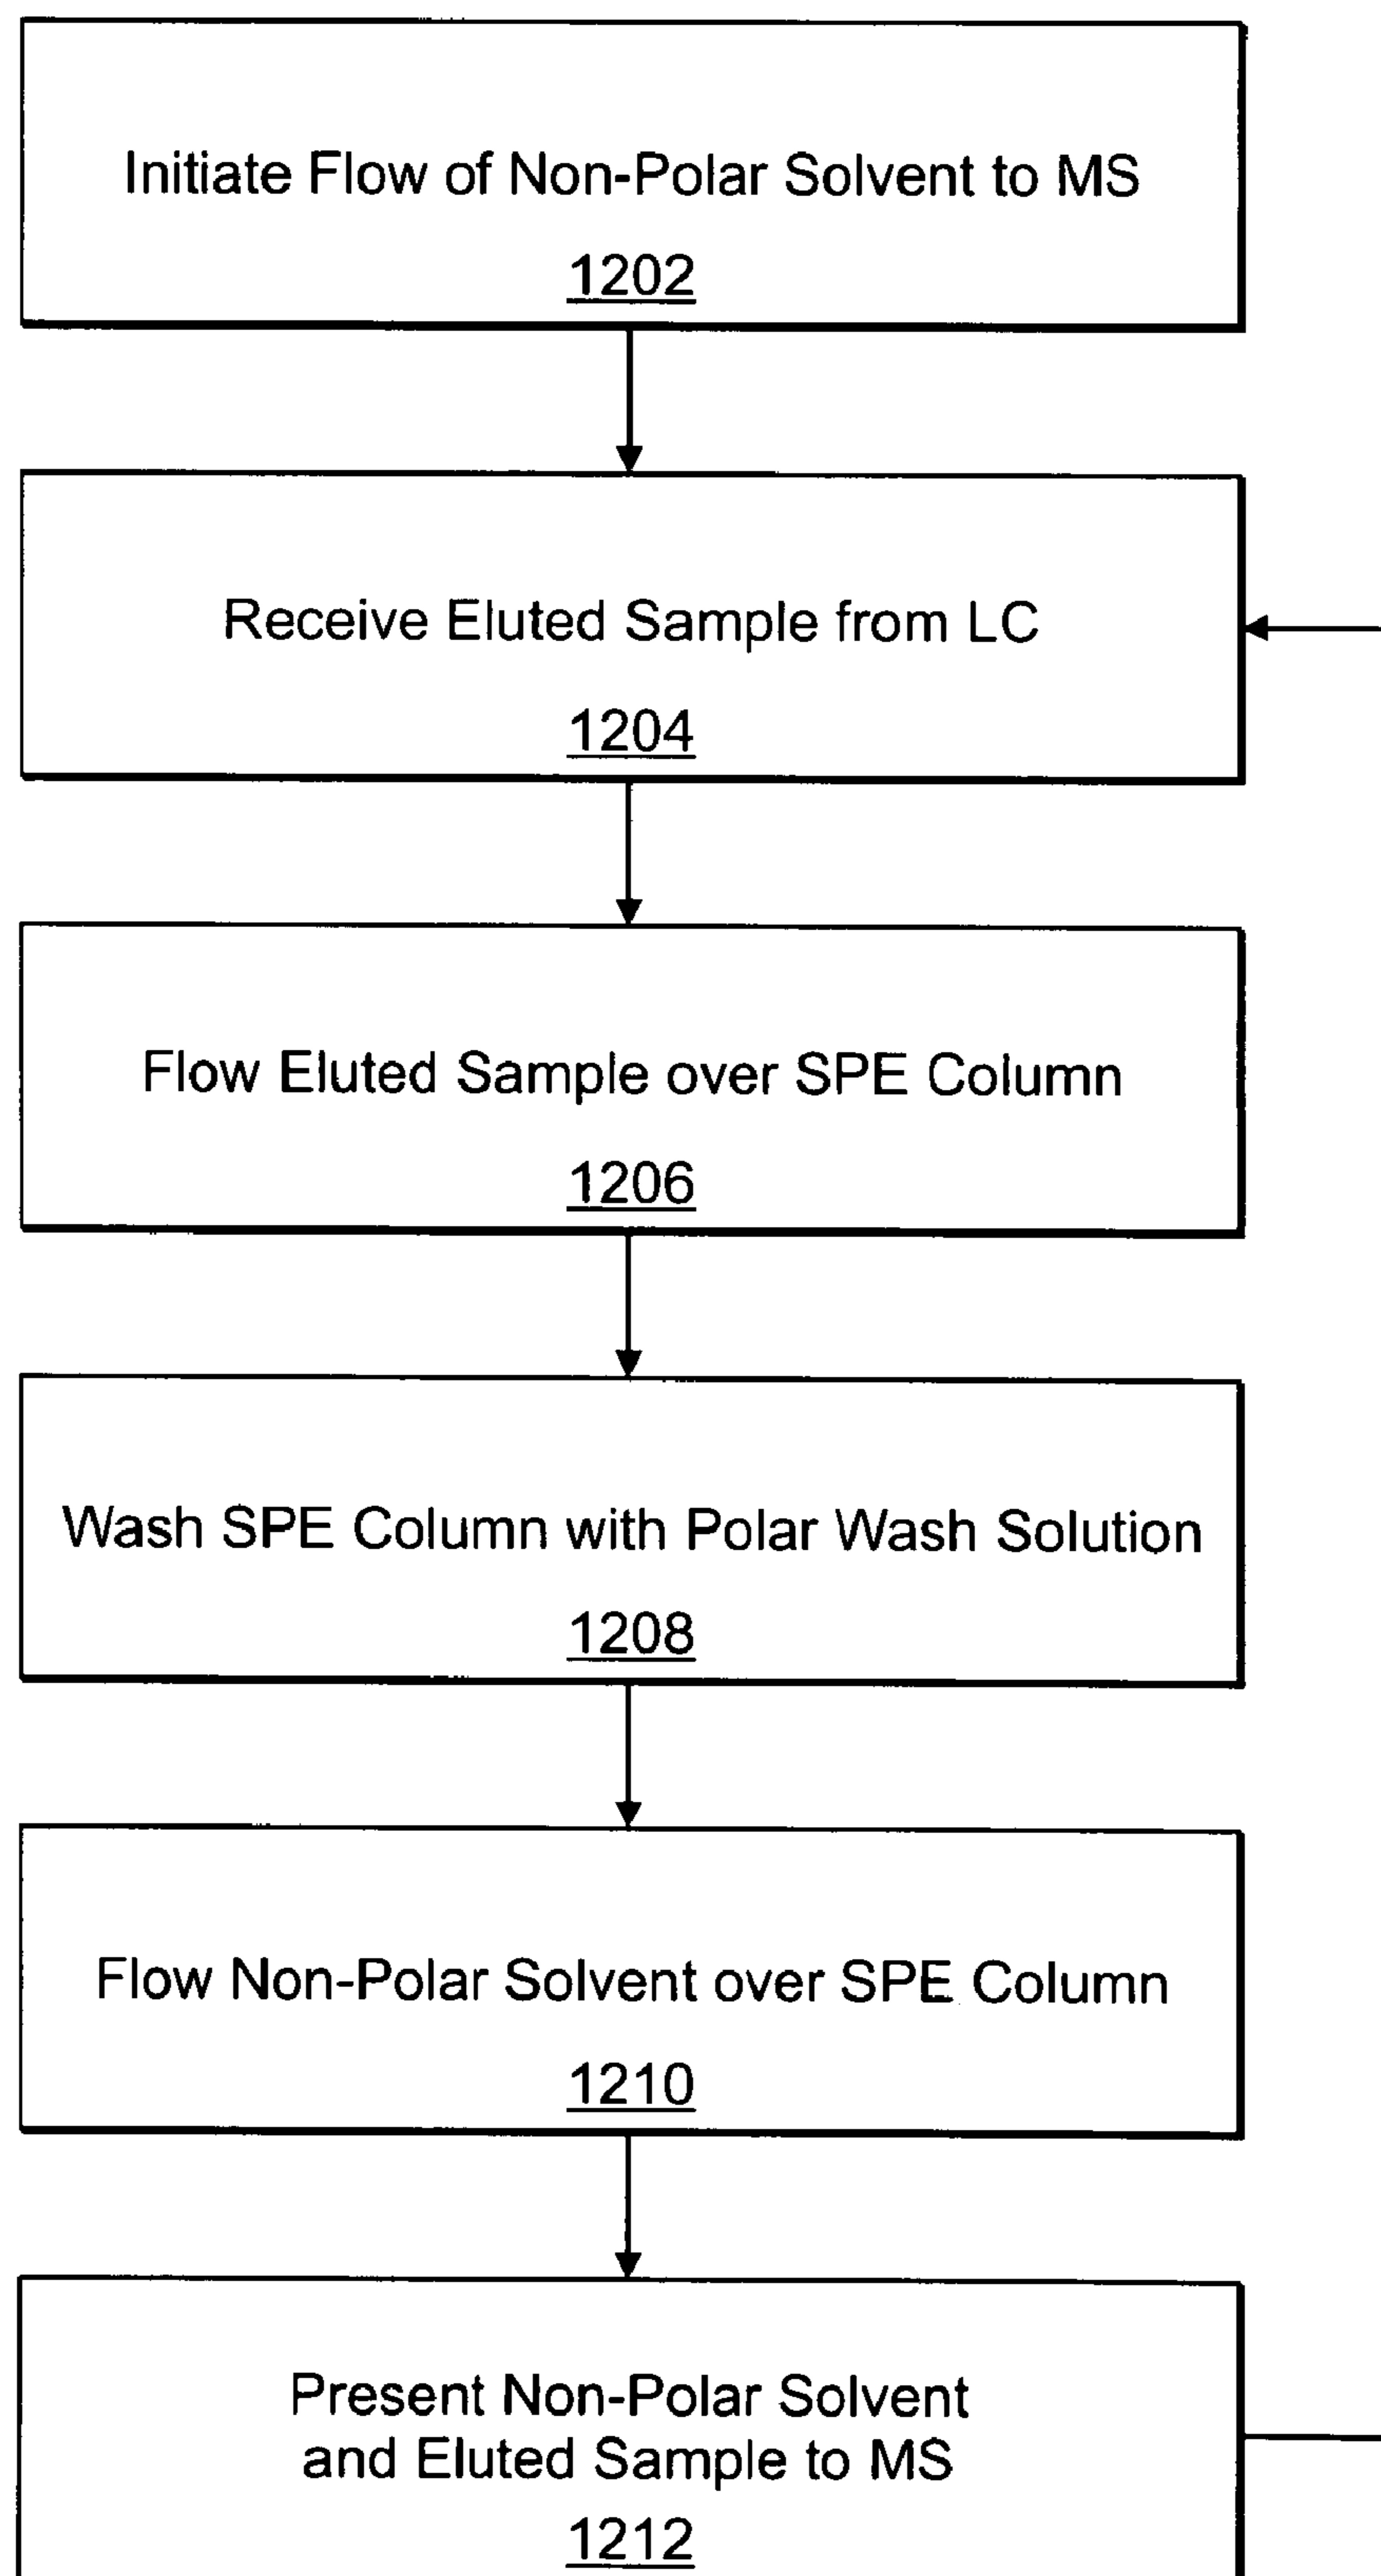 Initiate Flow of Non-Polar Solvent to MS
1202
Receive Eluted Sample from LC
1204
Flow Eluted Sample over SPE Column
1206
Wash SPE Column with Polar Wash Solution
1208
Flow Non-Polar Solvent over SPE Column
1210
Present Non-Polar Solvent
and Eluted Sample to MS
1212